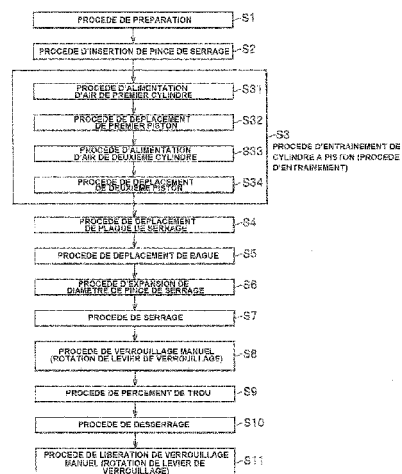 PROCEDE DE PREPARATION
S1
PROCEDE D'INSERTION DE PINCE DE SERRAGE
S2
PROCEDE D'ALIMENTATION
D'AIR DE PREMIER CYLINDRE
S31
PROCEDE DE DEPLACEMENT
DE PREMIER PISTON
S32
PROCEDE D'ALIMENTATION
D'AIR DE DEUXIEME CYLINDRE
S33
PROCEDE DE DEPLACEMENT
DE DEUXIEME PISTON
S34
S3
PROCEDE D'ENTRAINEMENT DE
CYLINDRE A PISTON (PROCEDE
D'ENTRAINEMENT)
PROCEDE DE DEPLACEMENT
DE PLAQUE DE SERRAGE
S4
PROCEDE DE DEPLACEMENT DE BAGUE
S5
PROCEDE D'EXPANSION DE
DIAMETRE DE PINCE DE SERRAGE
S6
PROCEDE DE SERRAGE
S7
PROCEDE DE VERROUILLAGE MANUEL
(ROTATION DE LEVIER DE VERROUILLAGE)
S8
PROCEDE DE PERCEMENT DE TROU
S9
PROCEDE DE DESSERRAGE
S10
PROCEDE DE LIBERATION DE VERROUILLAGE
MANUEL (ROTATION DE LEVIER DE
VERROUILLAGE)
S11